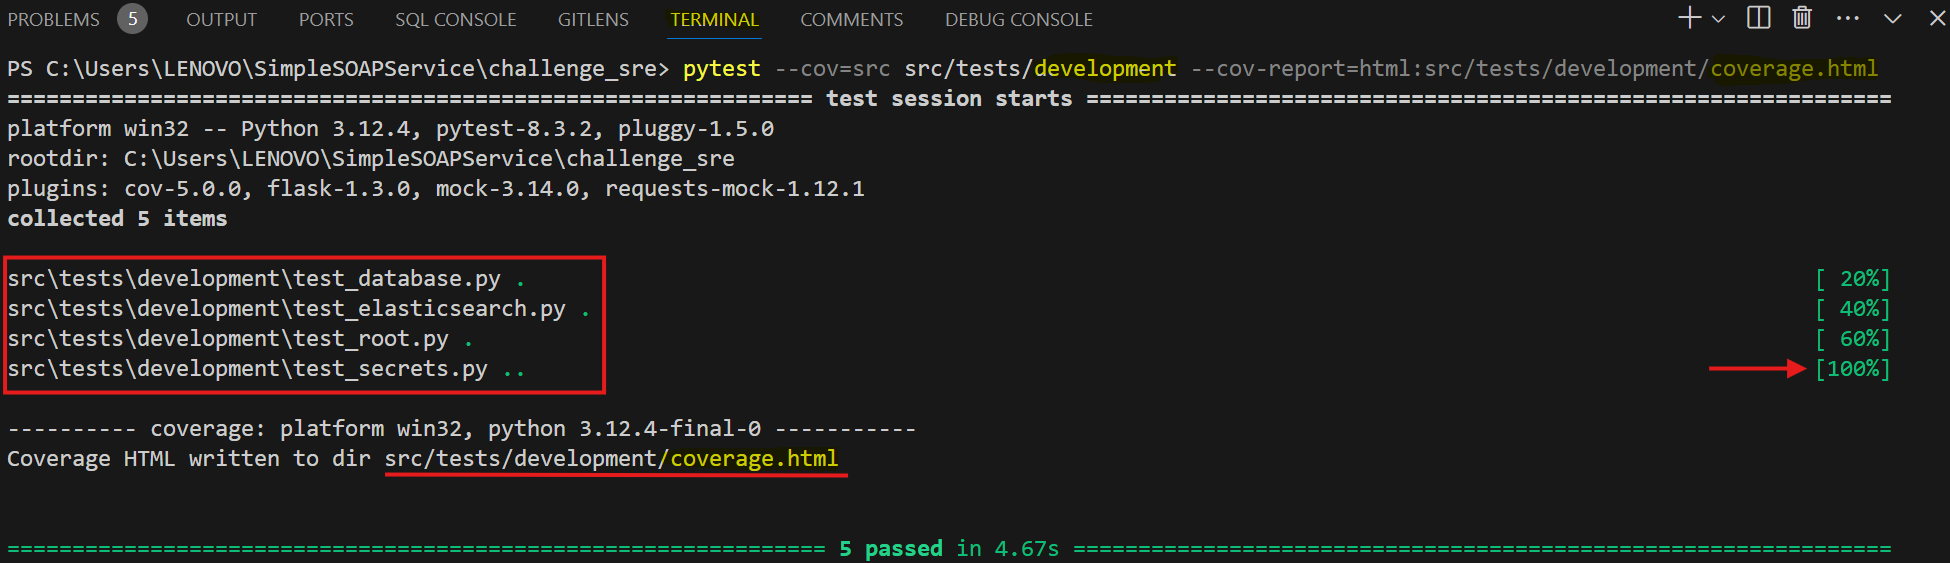 PROBLEMS 5 OUTPUT PORTS SQL CONSOLE GITLENS TERMINAL COMMENTS DEBUG CONSOLE
PS C:\Users\LENOVO\SimpleSOAPService\challenge_sre> pytest --cov=src src/tests/development --cov-report=html:src/tests/development/coverage.html
============================================================== test session starts ==============================================================
platform win32 -- Python 3.12.4, pytest-8.3.2, pluggy-1.5.0
rootdir: C:\Users\LENOVO\SimpleSOAPService\challenge_sre
plugins: cov-5.0.0, flask-1.3.0, mock-3.14.0, requests-mock-1.12.1
collected 5 items
src\tests\development\test_database.py . [ 20%]
src\tests\development\test_elasticsearch.py . [ 40%]
src\tests\development\test_root.py . [ 60%]
src\tests\development\test_secrets.py .. [100%]
---------- coverage: platform win32, python 3.12.4-final-0 -----------
Coverage HTML written to dir src/tests/development/coverage.html
=============================================================== 5 passed in 4.67s ===============================================================